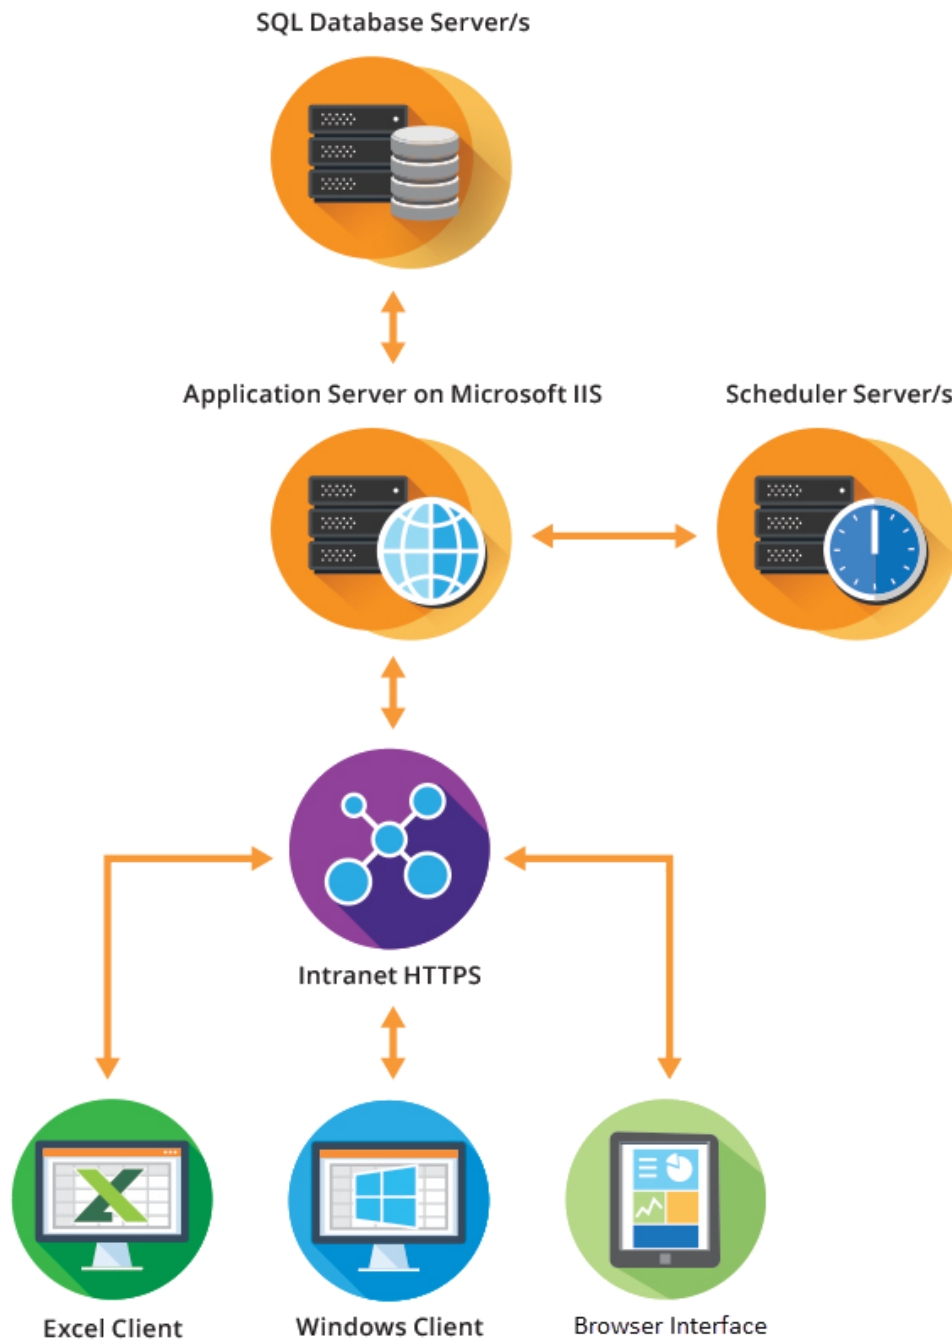 SQL Database Server/s
Application Server on Microsoft IIS
Scheduler Server/s
Intranet HTTPS
Excel Client
Windows Client
Browser Interface